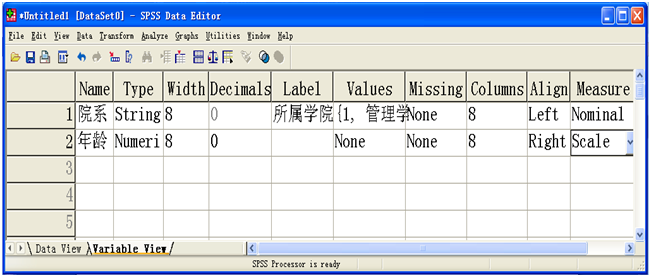 *Untitled1 [DataSet0] - SPSS Data Editor
File Edit View Data Transform Analyze Graphs Utilities Window Help
Name Type Width Decimals Label Values Missing Columns Align Measure
1 院系 String 8 0 所属学院 {1, 管理学 None 8 Left Nominal
2 年龄 Numeri 8 0 None None 8 Right Scale
3
4
5
Data View Variable View
SPSS Processor is ready